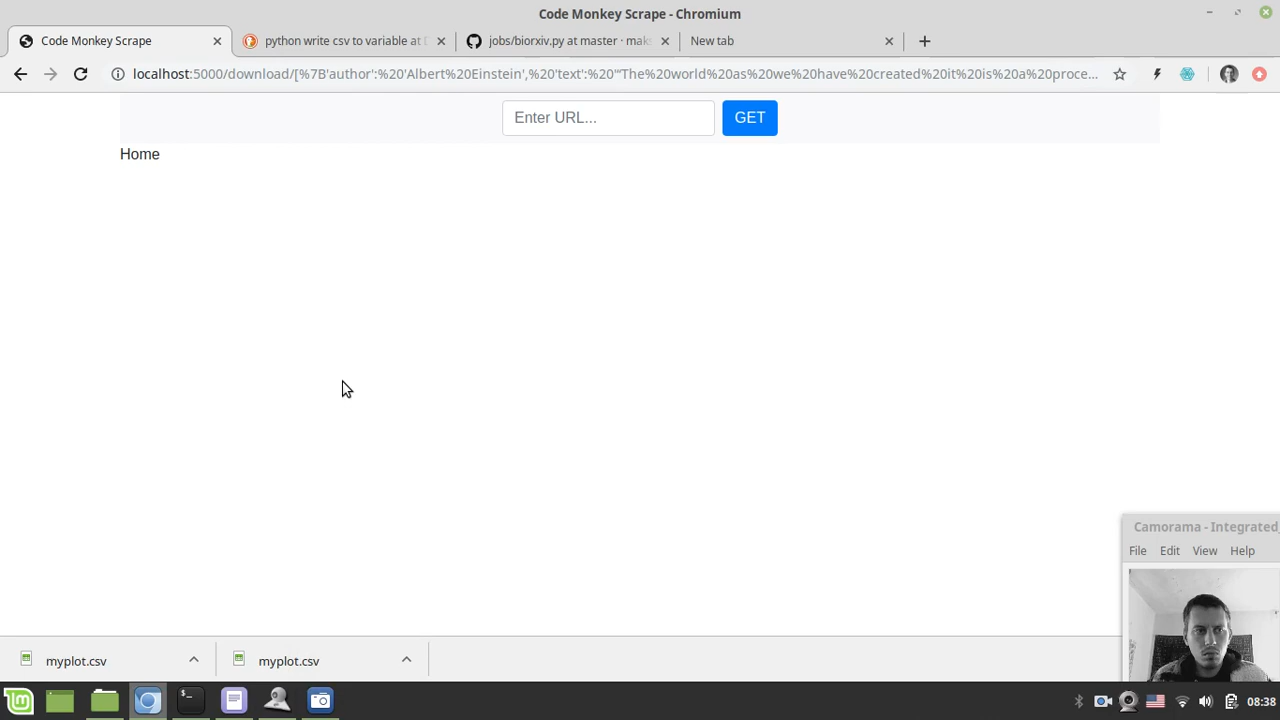 Code Monkey Scrape - Chromium
Code Monkey Scrape
python write csv to variable at D
jobs/biorxiv.py at master · mak
New tab
localhost:5000/download/[%7B'author':%20'Albert%20Einstein',%20'text':%20'"The%20world%20as%20we%20have%20created%20it%20is%20a%20proce...
Enter URL...
GET
Home
Camorama - Integrated
File Edit View Help
myplot.csv
myplot.csv
08:38